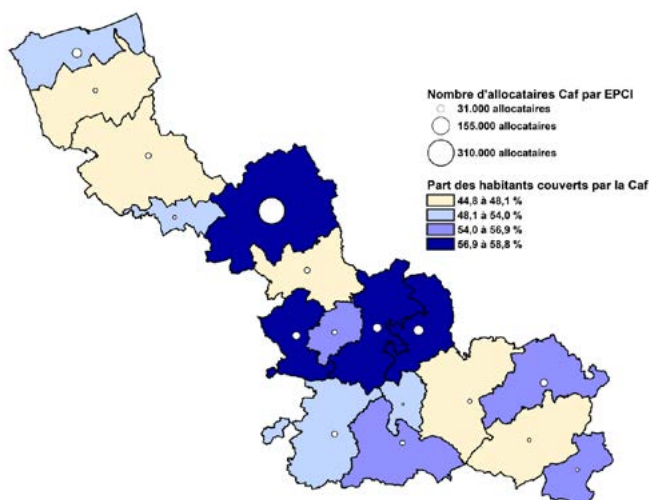 Nombre d'allocataires Caf par EPCI
31.000 allocataires
155.000 allocataires
310.000 allocataires
Part des habitants couverts par la Caf
44,8 à 48,1 %
48,1 à 54,0 %
54,0 à 56,9 %
56,9 à 58,8 %